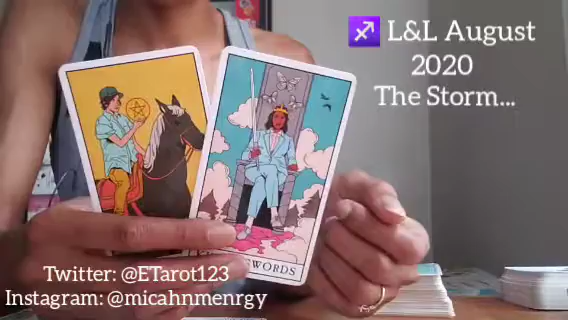 ♐ L&L August
2020
The Storm...
SWORDS
Twitter: @ETarot123
Instagram: @micahnmenrgy